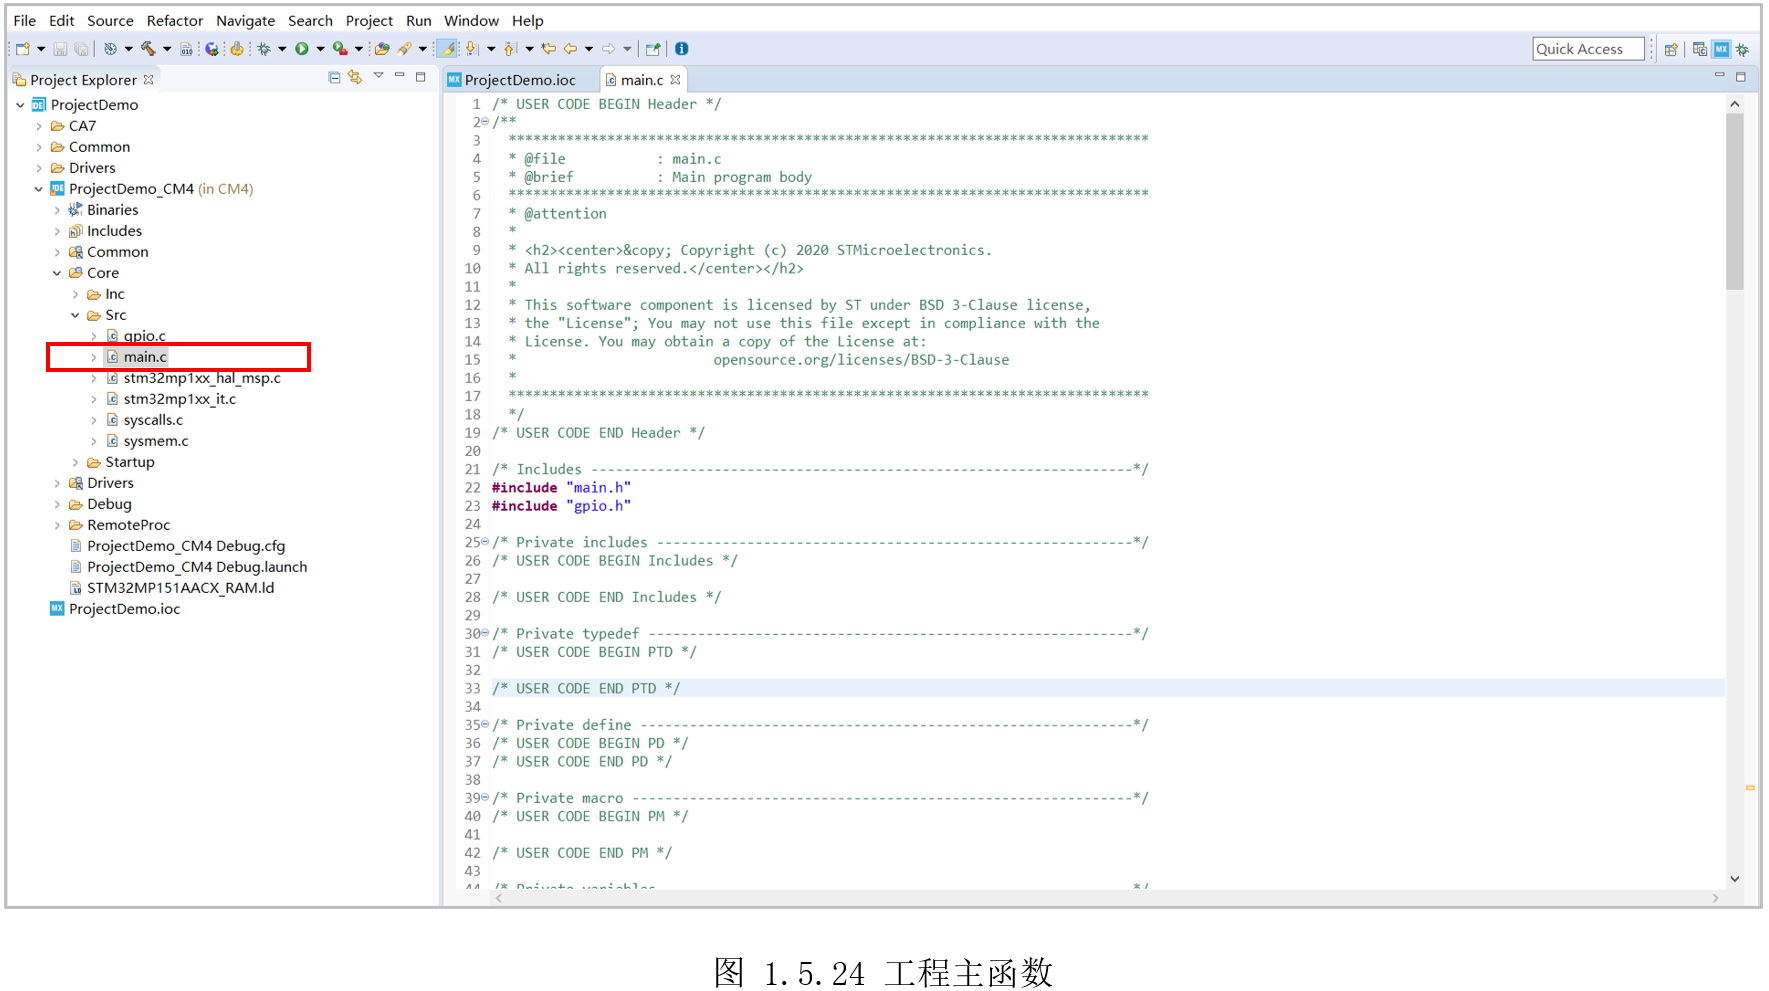 File Edit Source Refactor Navigate Search Project Run Window Help
Quick Access
Project Explorer
ProjectDemo
CA7
Common
Drivers
ProjectDemo_CM4 (in CM4)
Binaries
Includes
Common
Core
Inc
Src
gpio.c
main.c
stm32mp1xx_hal_msp.c
stm32mp1xx_it.c
syscalls.c
sysmem.c
Startup
Drivers
Debug
RemoteProc
ProjectDemo_CM4 Debug.cfg
ProjectDemo_CM4 Debug.launch
STM32MP151AACX_RAM.ld
ProjectDemo.ioc
ProjectDemo.ioc main.c
1 /* USER CODE BEGIN Header */
2 /**
3 ******************************************************************************
4 * @file : main.c
5 * @brief : Main program body
6 ******************************************************************************
7 * @attention
8 *
9 * <h2><center>&copy; Copyright (c) 2020 STMicroelectronics.
10 * All rights reserved.</center></h2>
11 *
12 * This software component is licensed by ST under BSD 3-Clause license,
13 * the "License"; You may not use this file except in compliance with the
14 * License. You may obtain a copy of the License at:
15 * opensource.org/licenses/BSD-3-Clause
16 *
17 ******************************************************************************
18 */
19 /* USER CODE END Header */
20
21 /* Includes ------------------------------------------------------------------*/
22 #include "main.h"
23 #include "gpio.h"
24
25 /* Private includes ----------------------------------------------------------*/
26 /* USER CODE BEGIN Includes */
27
28 /* USER CODE END Includes */
29
30 /* Private typedef -----------------------------------------------------------*/
31 /* USER CODE BEGIN PTD */
32
33 /* USER CODE END PTD */
34
35 /* Private define ------------------------------------------------------------*/
36 /* USER CODE BEGIN PD */
37 /* USER CODE END PD */
38
39 /* Private macro -------------------------------------------------------------*/
40 /* USER CODE BEGIN PM */
41
42 /* USER CODE END PM */
43
44 /* Private variables ---------------------------------------------------------*/
图 1.5.24 工程主函数